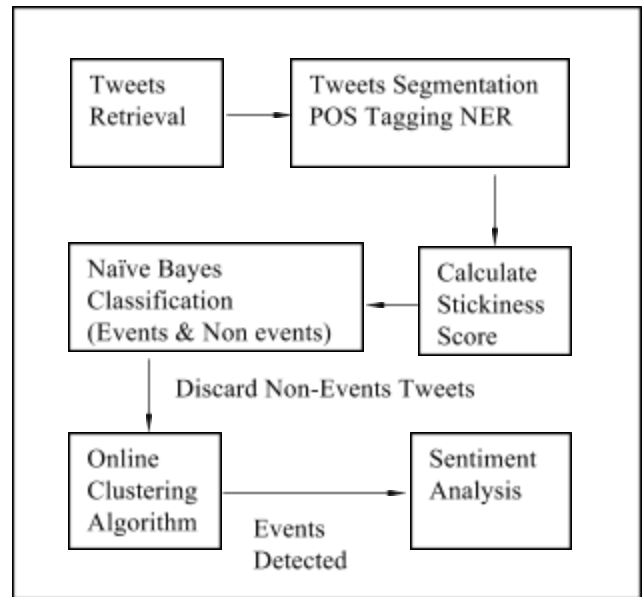 Tweets
Retrieval
Tweets Segmentation
POS Tagging NER
Calculate
Stickiness
Score
Naïve Bayes
Classification
(Events & Non events)
Discard Non-Events Tweets
Online
Clustering
Algorithm
Events
Detected
Sentiment
Analysis